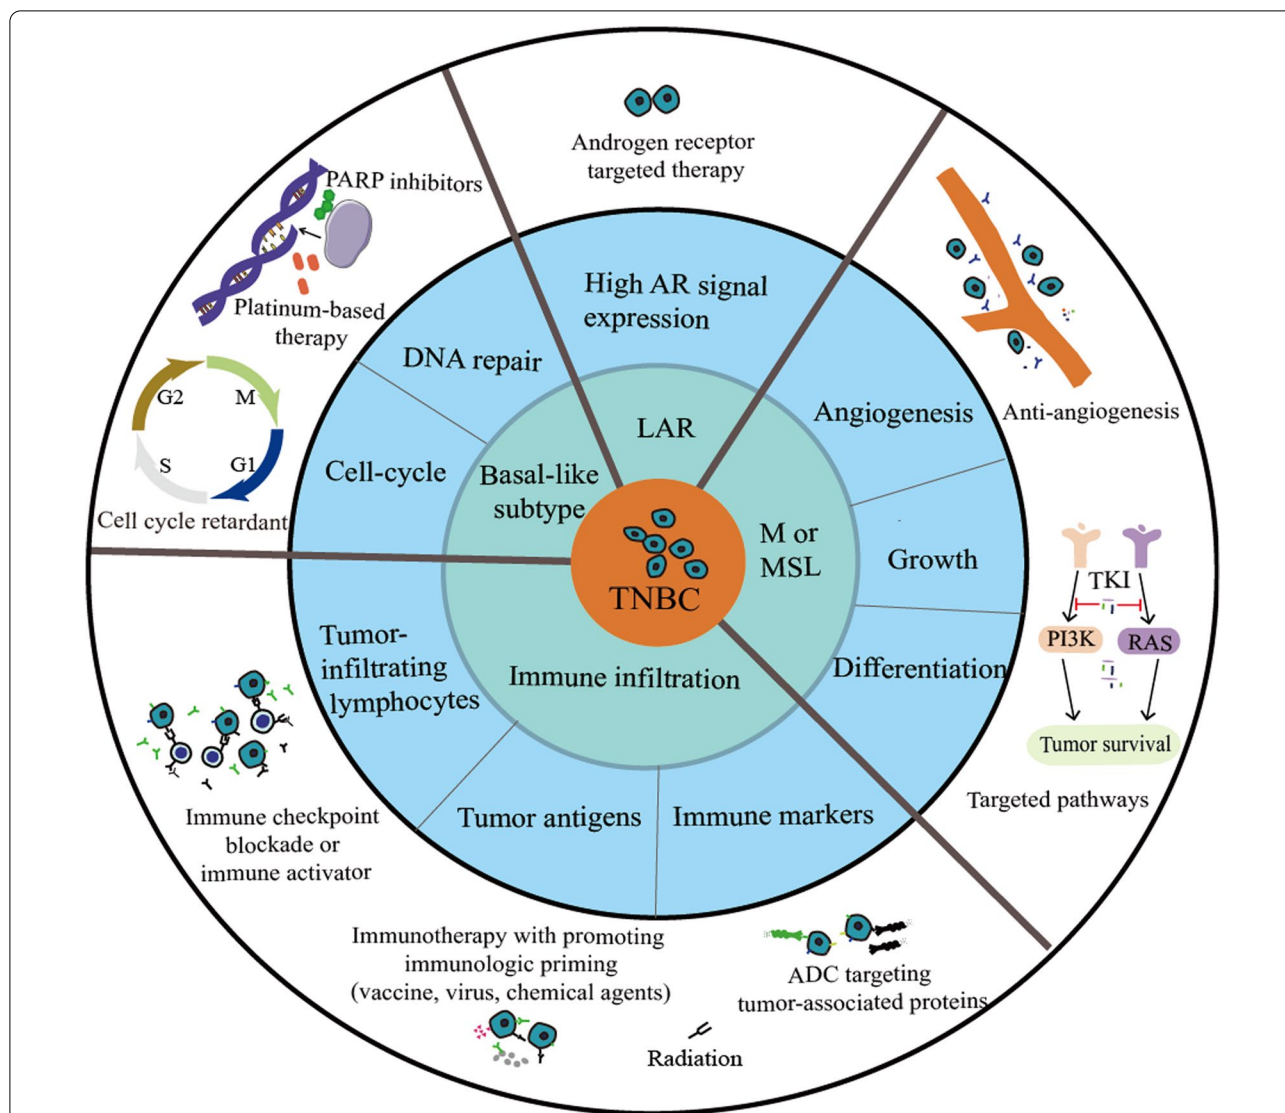 Androgen receptor
targeted therapy
PARP inhibitors
Platinum-based
therapy
G2
M
S
G1
Cell cycle retardant
High AR signal
expression
DNA repair
Cell-cycle
Angiogenesis
Anti-angiogenesis
LAR
Basal-like
subtype
M or
MSL
TNBC
Growth
Differentiation
TKI
PI3K
RAS
Tumor survival
Targeted pathways
Tumor-
infiltrating
lymphocytes
Immune infiltration
Tumor antigens
Immune markers
Immune checkpoint
blockade or
immune activator
Immunotherapy with promoting
immunologic priming
(vaccine, virus, chemical agents)
ADC targeting
tumor-associated proteins
Radiation